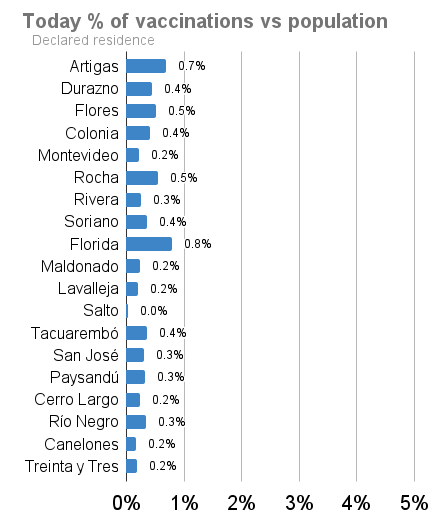 Today % of vaccinations vs population
Declared residence
Artigas 0.7%
Durazno 0.4%
Flores 0.5%
Colonia 0.4%
Montevideo 0.2%
Rocha 0.5%
Rivera 0.3%
Soriano 0.4%
Florida 0.8%
Maldonado 0.2%
Lavalleja 0.2%
Salto 0.0%
Tacuarembó 0.4%
San José 0.3%
Paysandú 0.3%
Cerro Largo 0.2%
Río Negro 0.3%
Canelones 0.2%
Treinta y Tres 0.2%
0% 1% 2% 3% 4% 5%